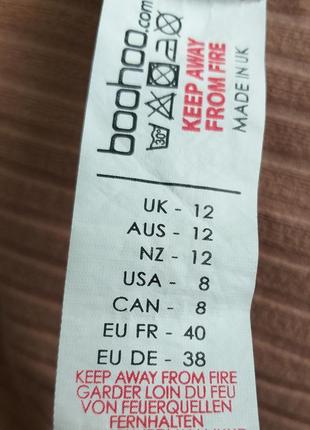 boohoo.com
30°
KEEP AWAY
FROM FIRE
MADE IN UK
UK - 12
AUS - 12
NZ - 12
USA - 8
CAN - 8
EU FR - 40
EU DE - 38
KEEP AWAY FROM FIRE
GARDER LOIN DU FEU
VON FEUERQUELLEN
FERNHALTEN